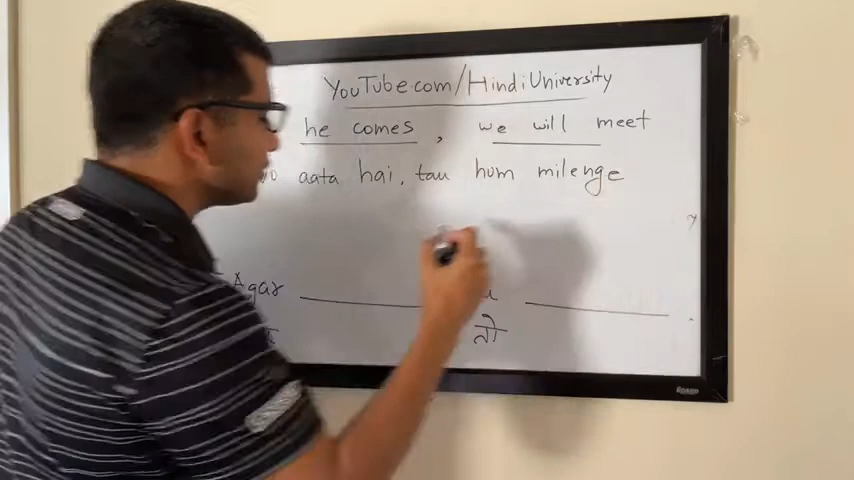 YouTube.com/HindiUniversity
he comes, we will meet
aata hai, tau hum milenge
Agar
तो